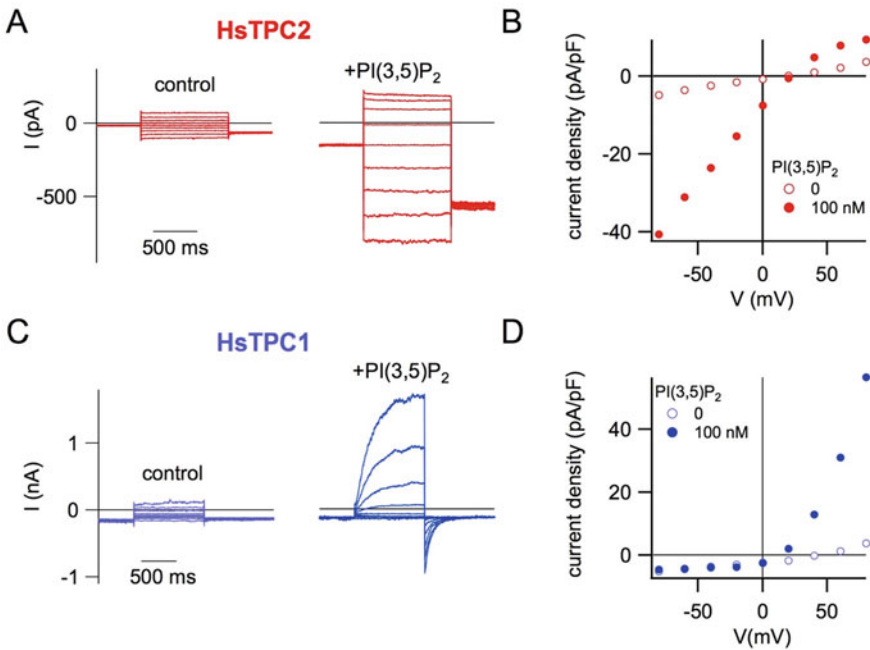 A
HsTPC2
control
+PI(3,5)P₂
I (pA)
0
-500
500 ms
B
current density (pA/pF)
0
-20
-40
PI(3,5)P₂
0
100 nM
-50
0
50
V (mV)
C
HsTPC1
control
+PI(3,5)P₂
I (nA)
1
0
-1
500 ms
D
current density (pA/pF)
40
20
0
PI(3,5)P₂
0
100 nM
-50
0
50
V(mV)